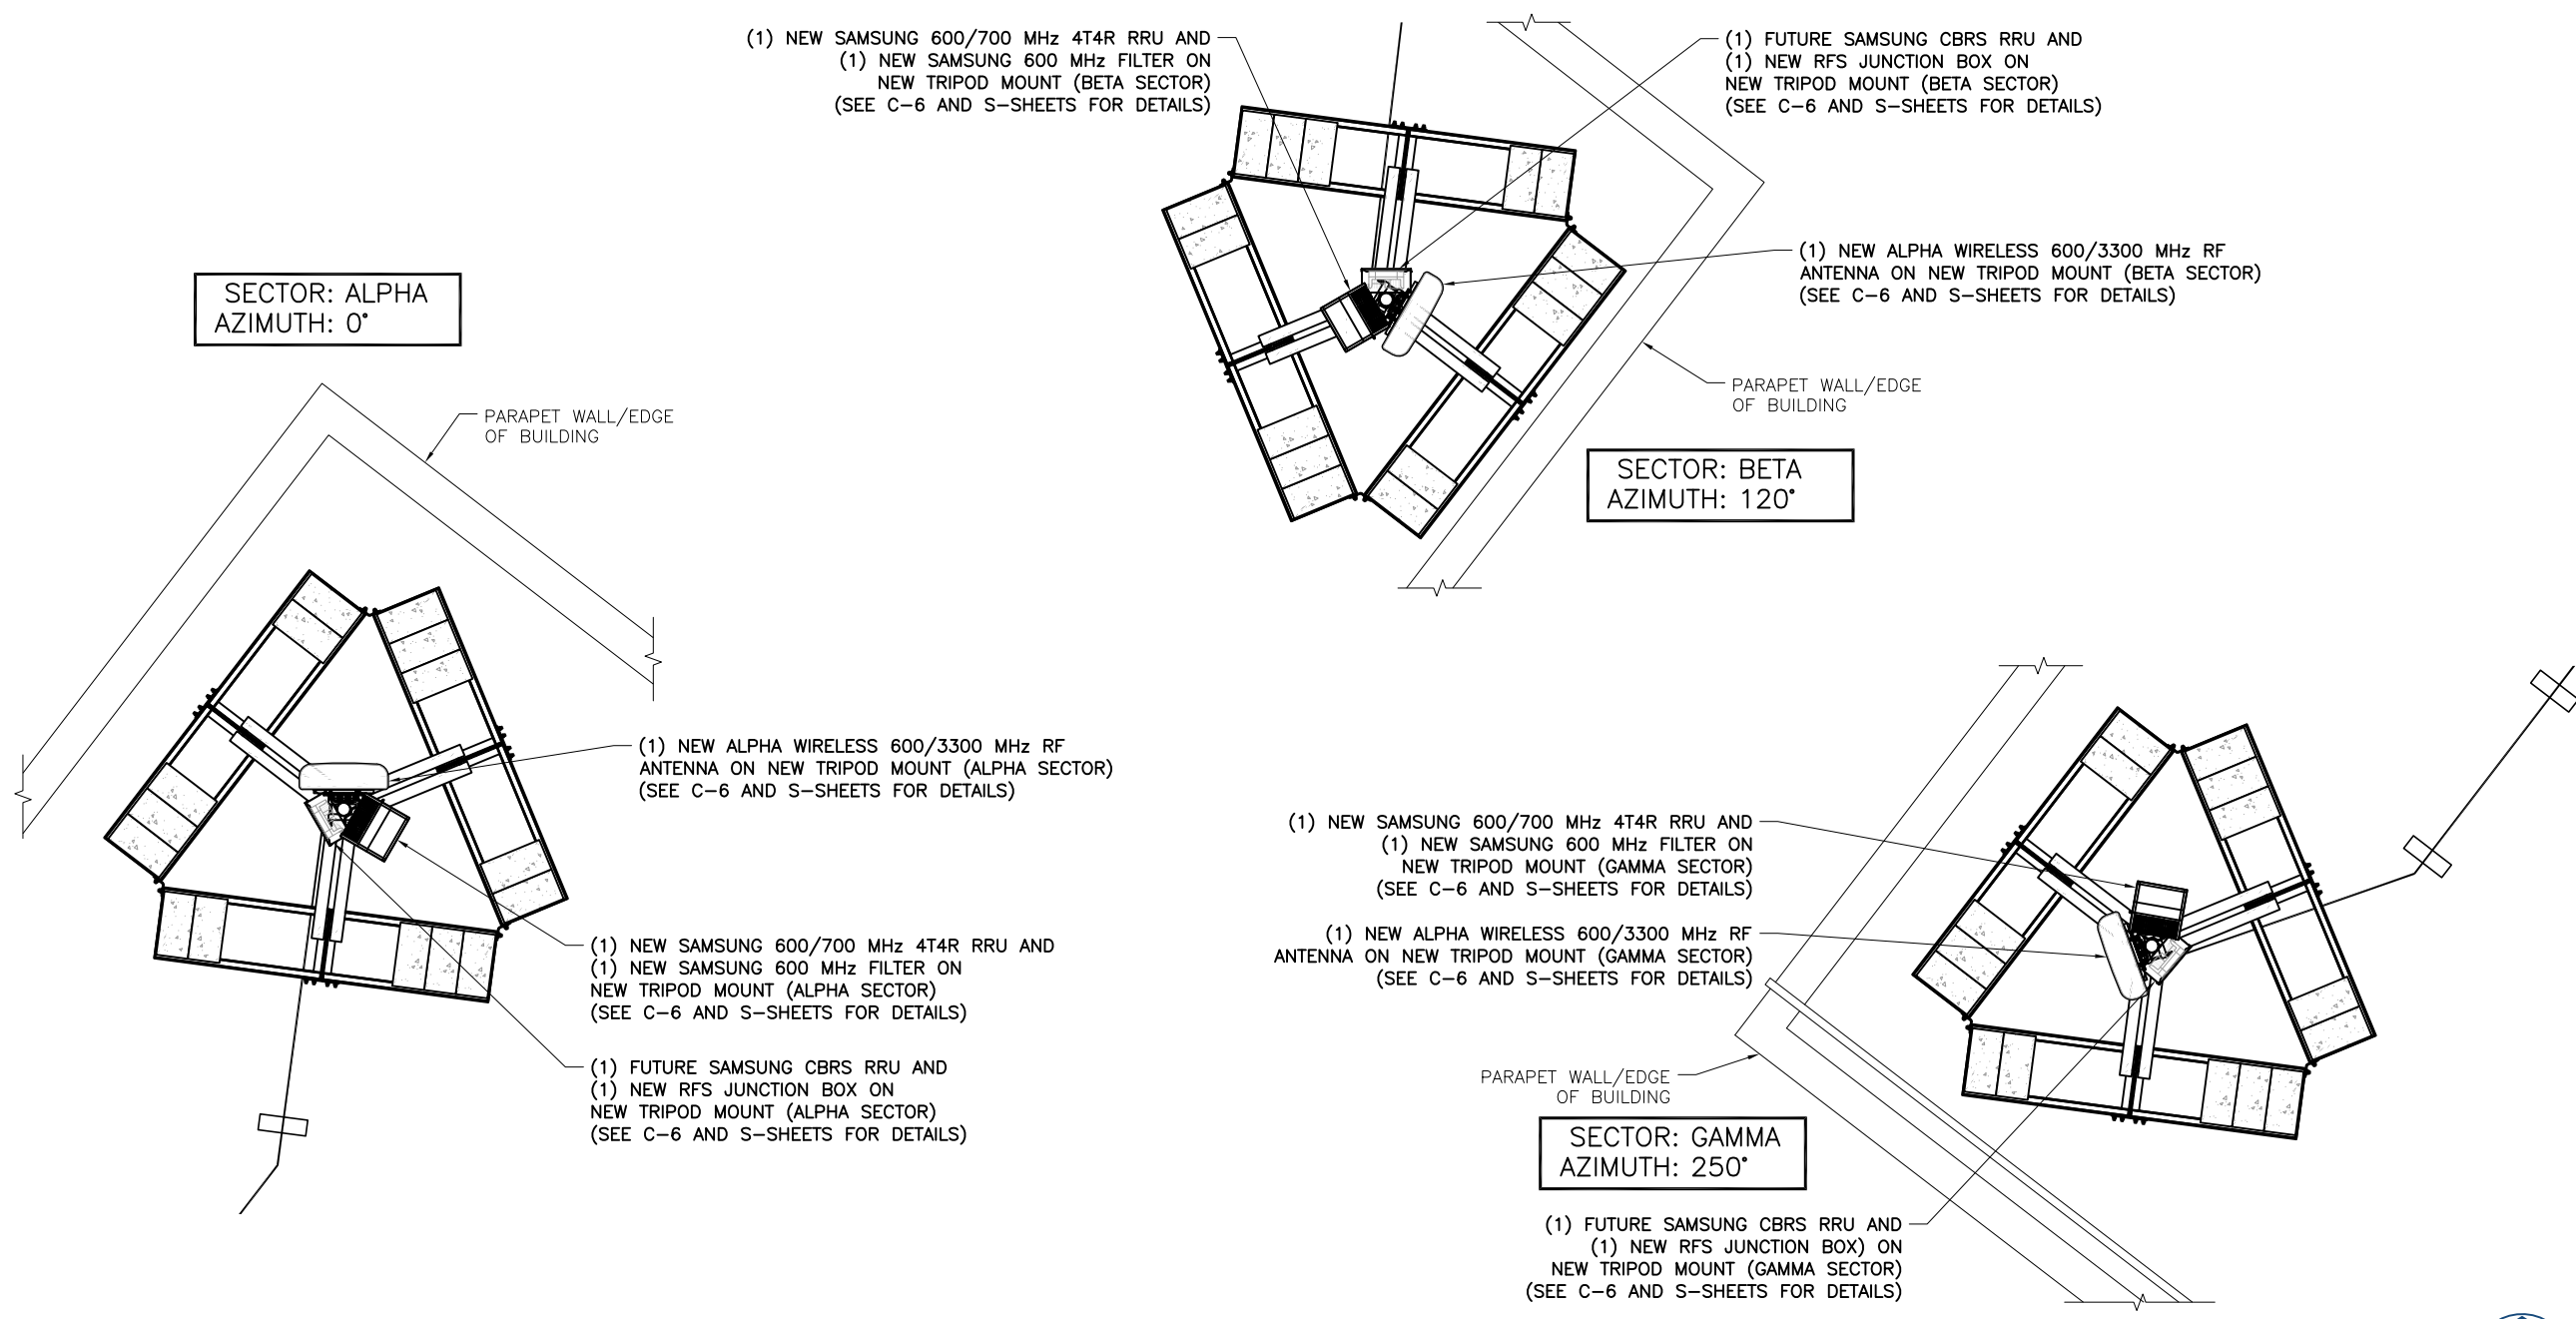 (1) NEW SAMSUNG 600/700 MHz 4T4R RRU AND
(1) NEW SAMSUNG 600 MHz FILTER ON
NEW TRIPOD MOUNT (BETA SECTOR)
(SEE C-6 AND S-SHEETS FOR DETAILS)
(1) FUTURE SAMSUNG CBRS RRU AND
(1) NEW RFS JUNCTION BOX ON
NEW TRIPOD MOUNT (BETA SECTOR)
(SEE C-6 AND S-SHEETS FOR DETAILS)
(1) NEW ALPHA WIRELESS 600/3300 MHz RF
ANTENNA ON NEW TRIPOD MOUNT (BETA SECTOR)
(SEE C-6 AND S-SHEETS FOR DETAILS)
PARAPET WALL/EDGE
OF BUILDING
SECTOR: BETA
AZIMUTH: 120°
SECTOR: ALPHA
AZIMUTH: 0°
PARAPET WALL/EDGE
OF BUILDING
(1) NEW ALPHA WIRELESS 600/3300 MHz RF
ANTENNA ON NEW TRIPOD MOUNT (ALPHA SECTOR)
(SEE C-6 AND S-SHEETS FOR DETAILS)
(1) NEW SAMSUNG 600/700 MHz 4T4R RRU AND
(1) NEW SAMSUNG 600 MHz FILTER ON
NEW TRIPOD MOUNT (ALPHA SECTOR)
(SEE C-6 AND S-SHEETS FOR DETAILS)
(1) FUTURE SAMSUNG CBRS RRU AND
(1) NEW RFS JUNCTION BOX ON
NEW TRIPOD MOUNT (ALPHA SECTOR)
(SEE C-6 AND S-SHEETS FOR DETAILS)
(1) NEW SAMSUNG 600/700 MHz 4T4R RRU AND
(1) NEW SAMSUNG 600 MHz FILTER ON
NEW TRIPOD MOUNT (GAMMA SECTOR)
(SEE C-6 AND S-SHEETS FOR DETAILS)
(1) NEW ALPHA WIRELESS 600/3300 MHz RF
ANTENNA ON NEW TRIPOD MOUNT (GAMMA SECTOR)
(SEE C-6 AND S-SHEETS FOR DETAILS)
PARAPET WALL/EDGE
OF BUILDING
SECTOR: GAMMA
AZIMUTH: 250°
(1) FUTURE SAMSUNG CBRS RRU AND
(1) NEW RFS JUNCTION BOX) ON
NEW TRIPOD MOUNT (GAMMA SECTOR)
(SEE C-6 AND S-SHEETS FOR DETAILS)